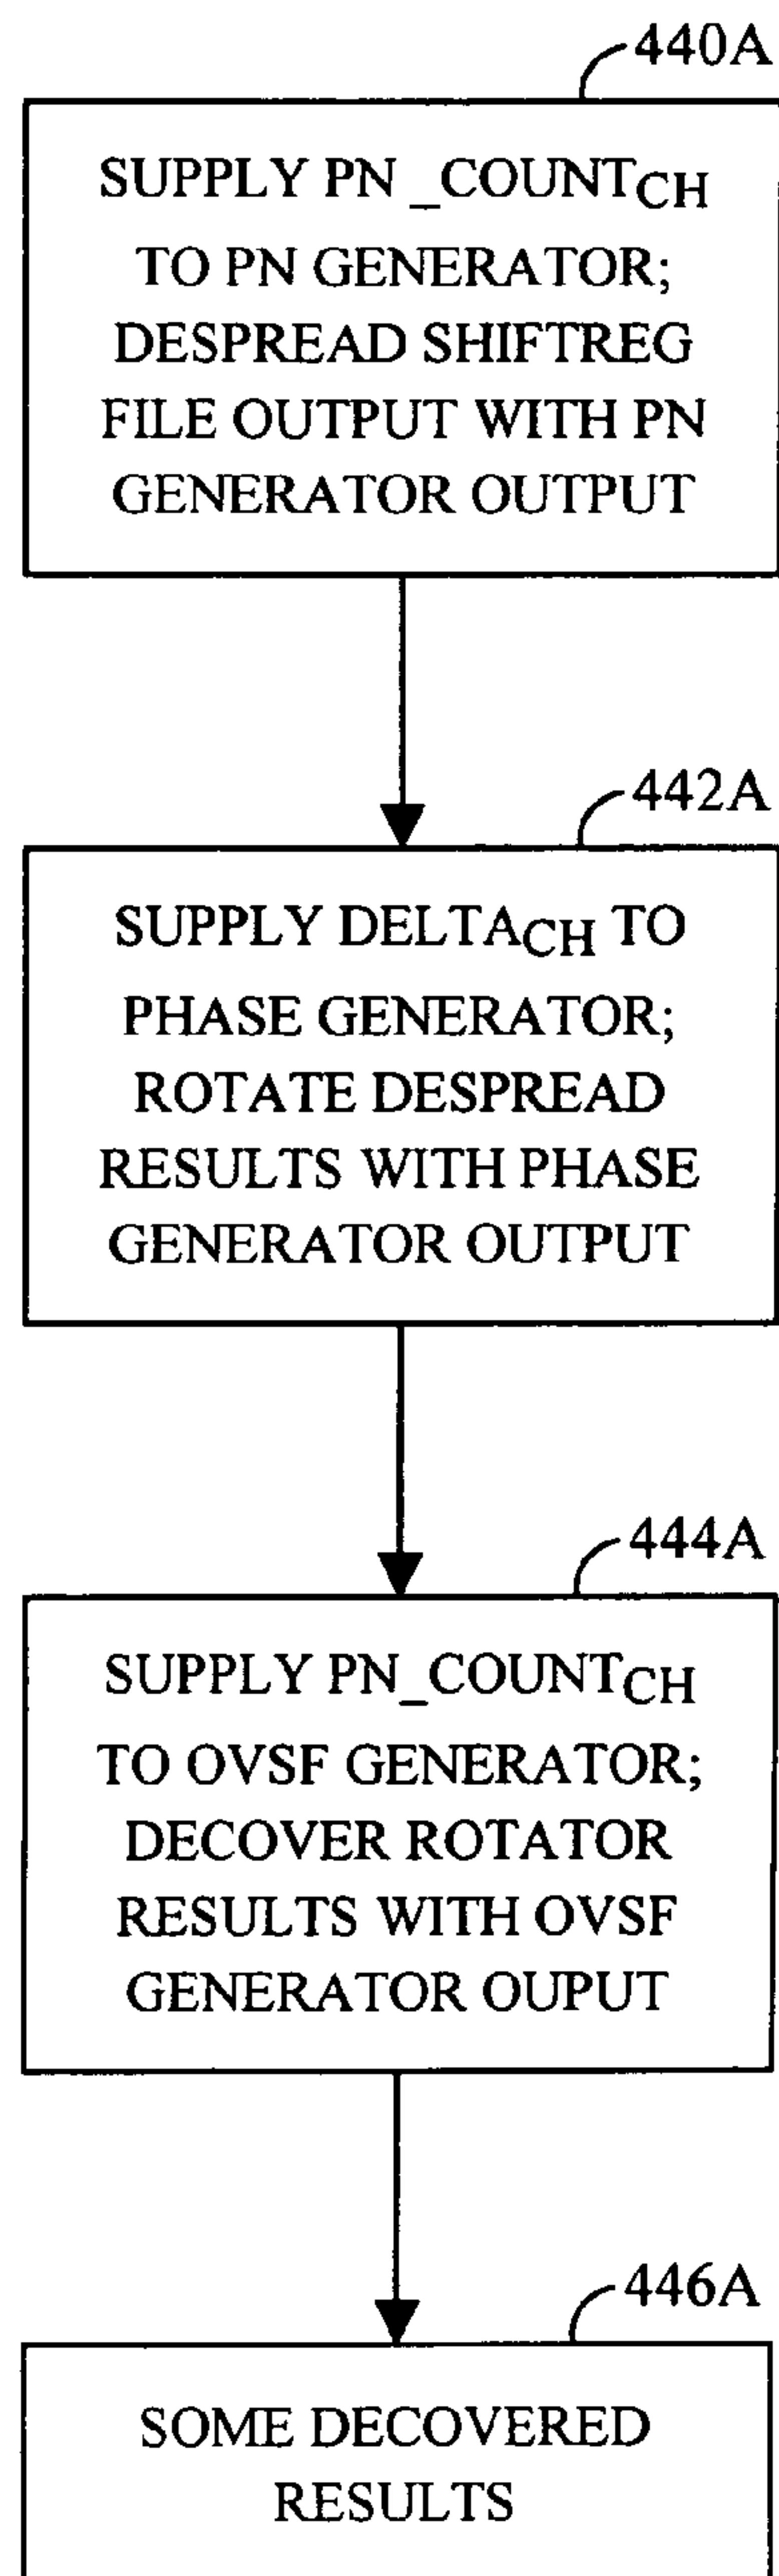 440A
SUPPLY PN _COUNTCH
TO PN GENERATOR;
DESPREAD SHIFTREG
FILE OUTPUT WITH PN
GENERATOR OUTPUT
442A
SUPPLY DELTACH TO
PHASE GENERATOR;
ROTATE DESPREAD
RESULTS WITH PHASE
GENERATOR OUTPUT
444A
SUPPLY PN_COUNTCH
TO OVSF GENERATOR;
DECOVER ROTATOR
RESULTS WITH OVSF
GENERATOR OUPUT
446A
SOME DECOVERED
RESULTS